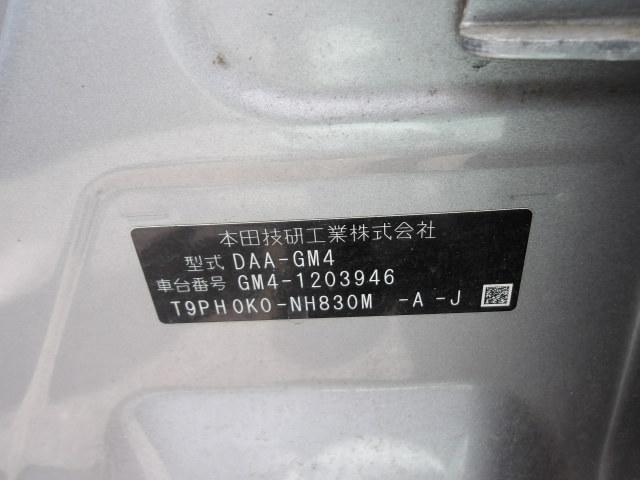 本田技研工業株式会社
型式 DAA-GM4
車台番号 GM4-1203946
T9PH0K0-NH830M -A -J